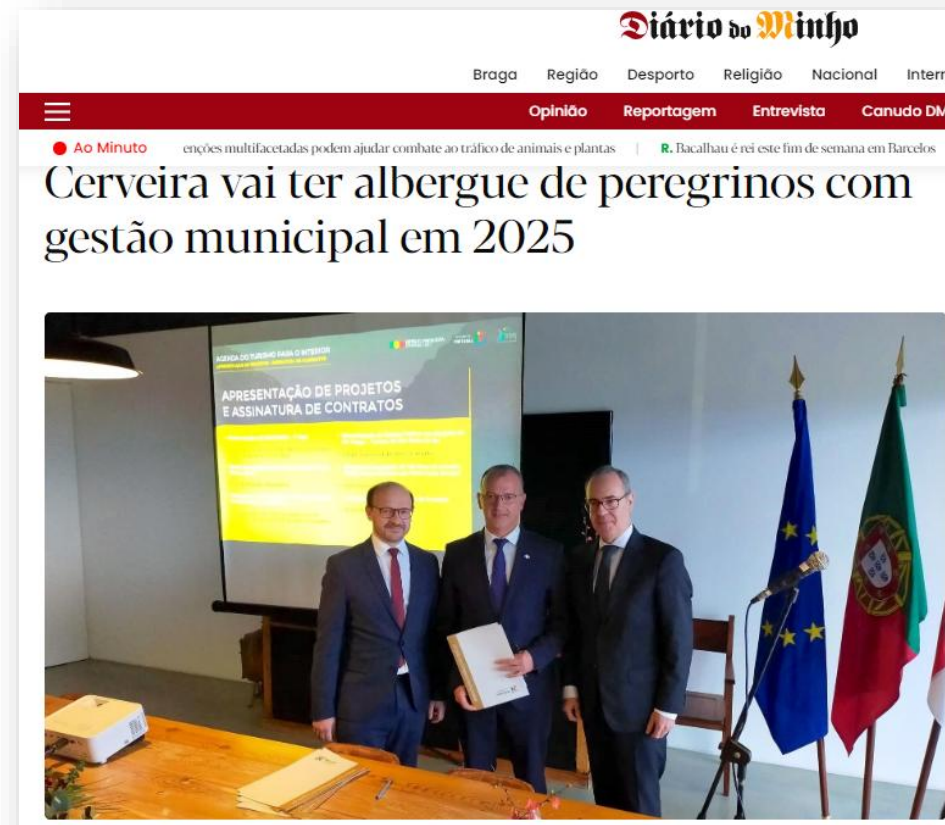 Diário do Minho
Braga Região Desporto Religião Nacional Intern
Opinião Reportagem Entrevista Canudo DM
Ao Minuto enções multifacetadas podem ajudar combate ao tráfico de animais e plantas | R. Bacalhau é rei este fim de semana em Barcelos
Cerveira vai ter albergue de peregrinos com
gestão municipal em 2025
AGENDA DO TURISMO PARA O INTERIOR
APRESENTAÇÃO DE PROJETOS
E ASSINATURA DE CONTRATOS